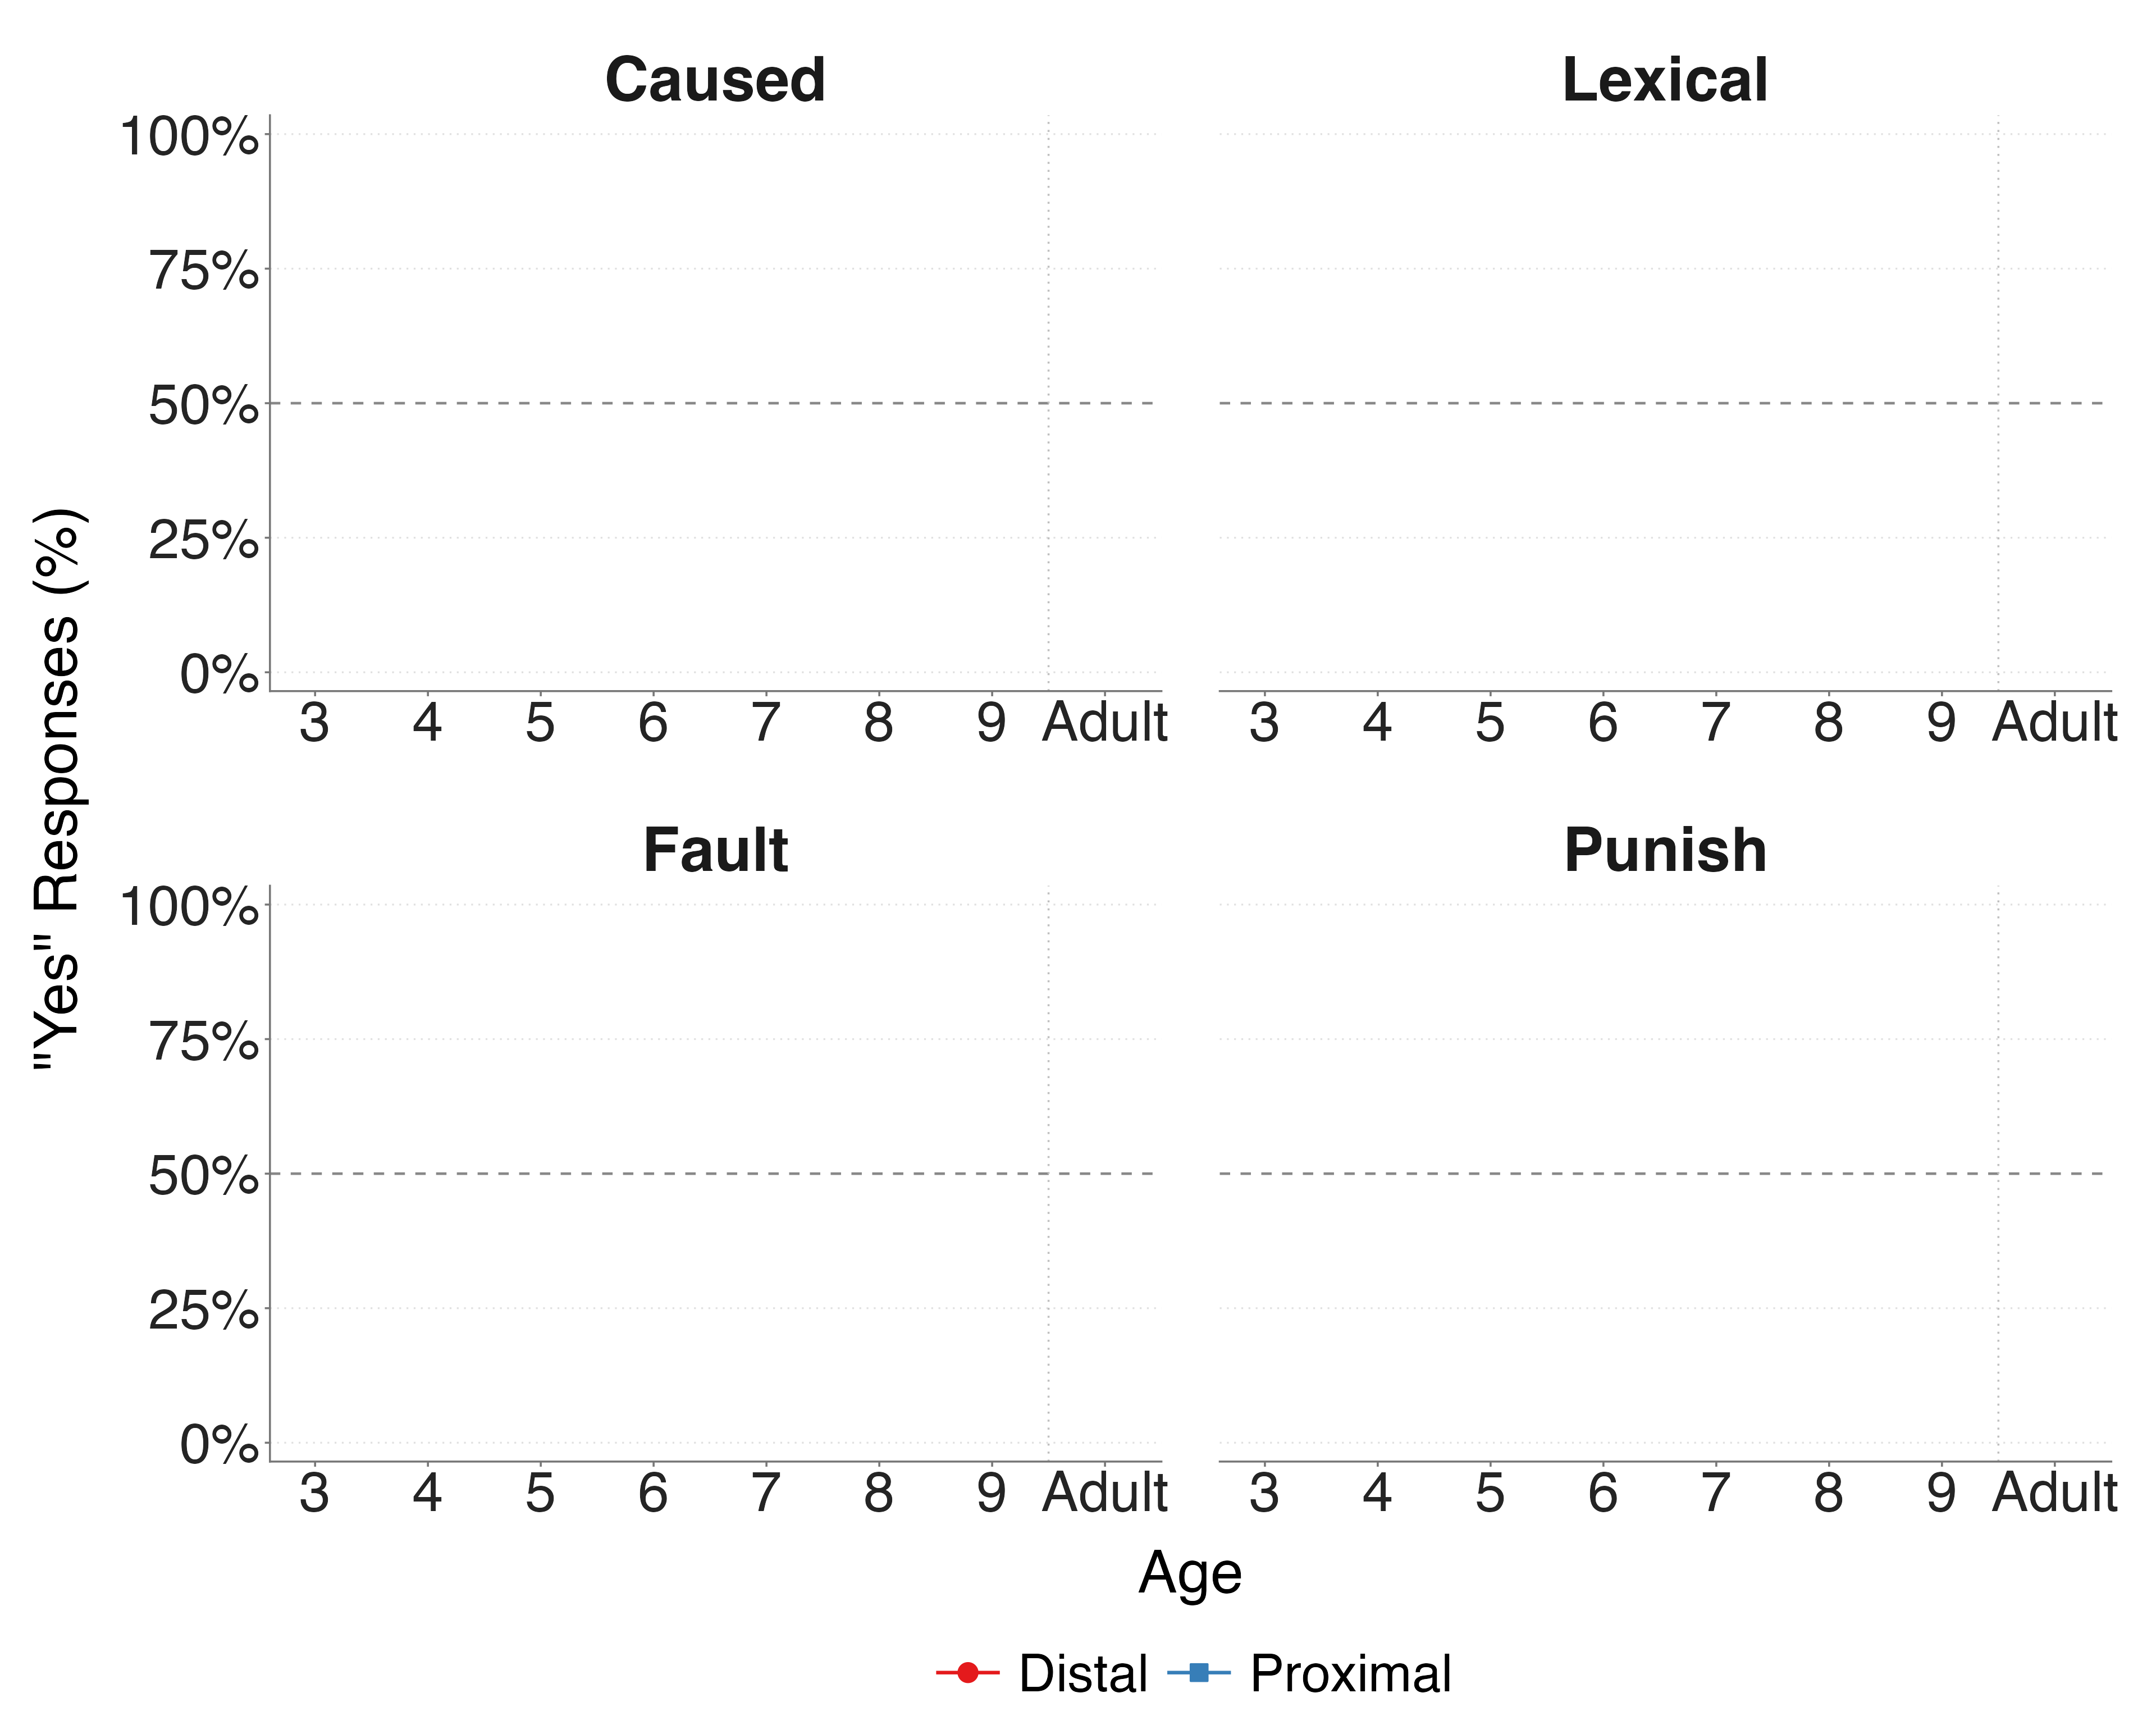 Caused
Lexical
100%
75%
50%
25%
0%
3 4 5 6 7 8 9 Adult
3 4 5 6 7 8 9 Adult
"Yes" Responses (%)
Fault
Punish
100%
75%
50%
25%
0%
3 4 5 6 7 8 9 Adult
3 4 5 6 7 8 9 Adult
Age
Distal
Proximal